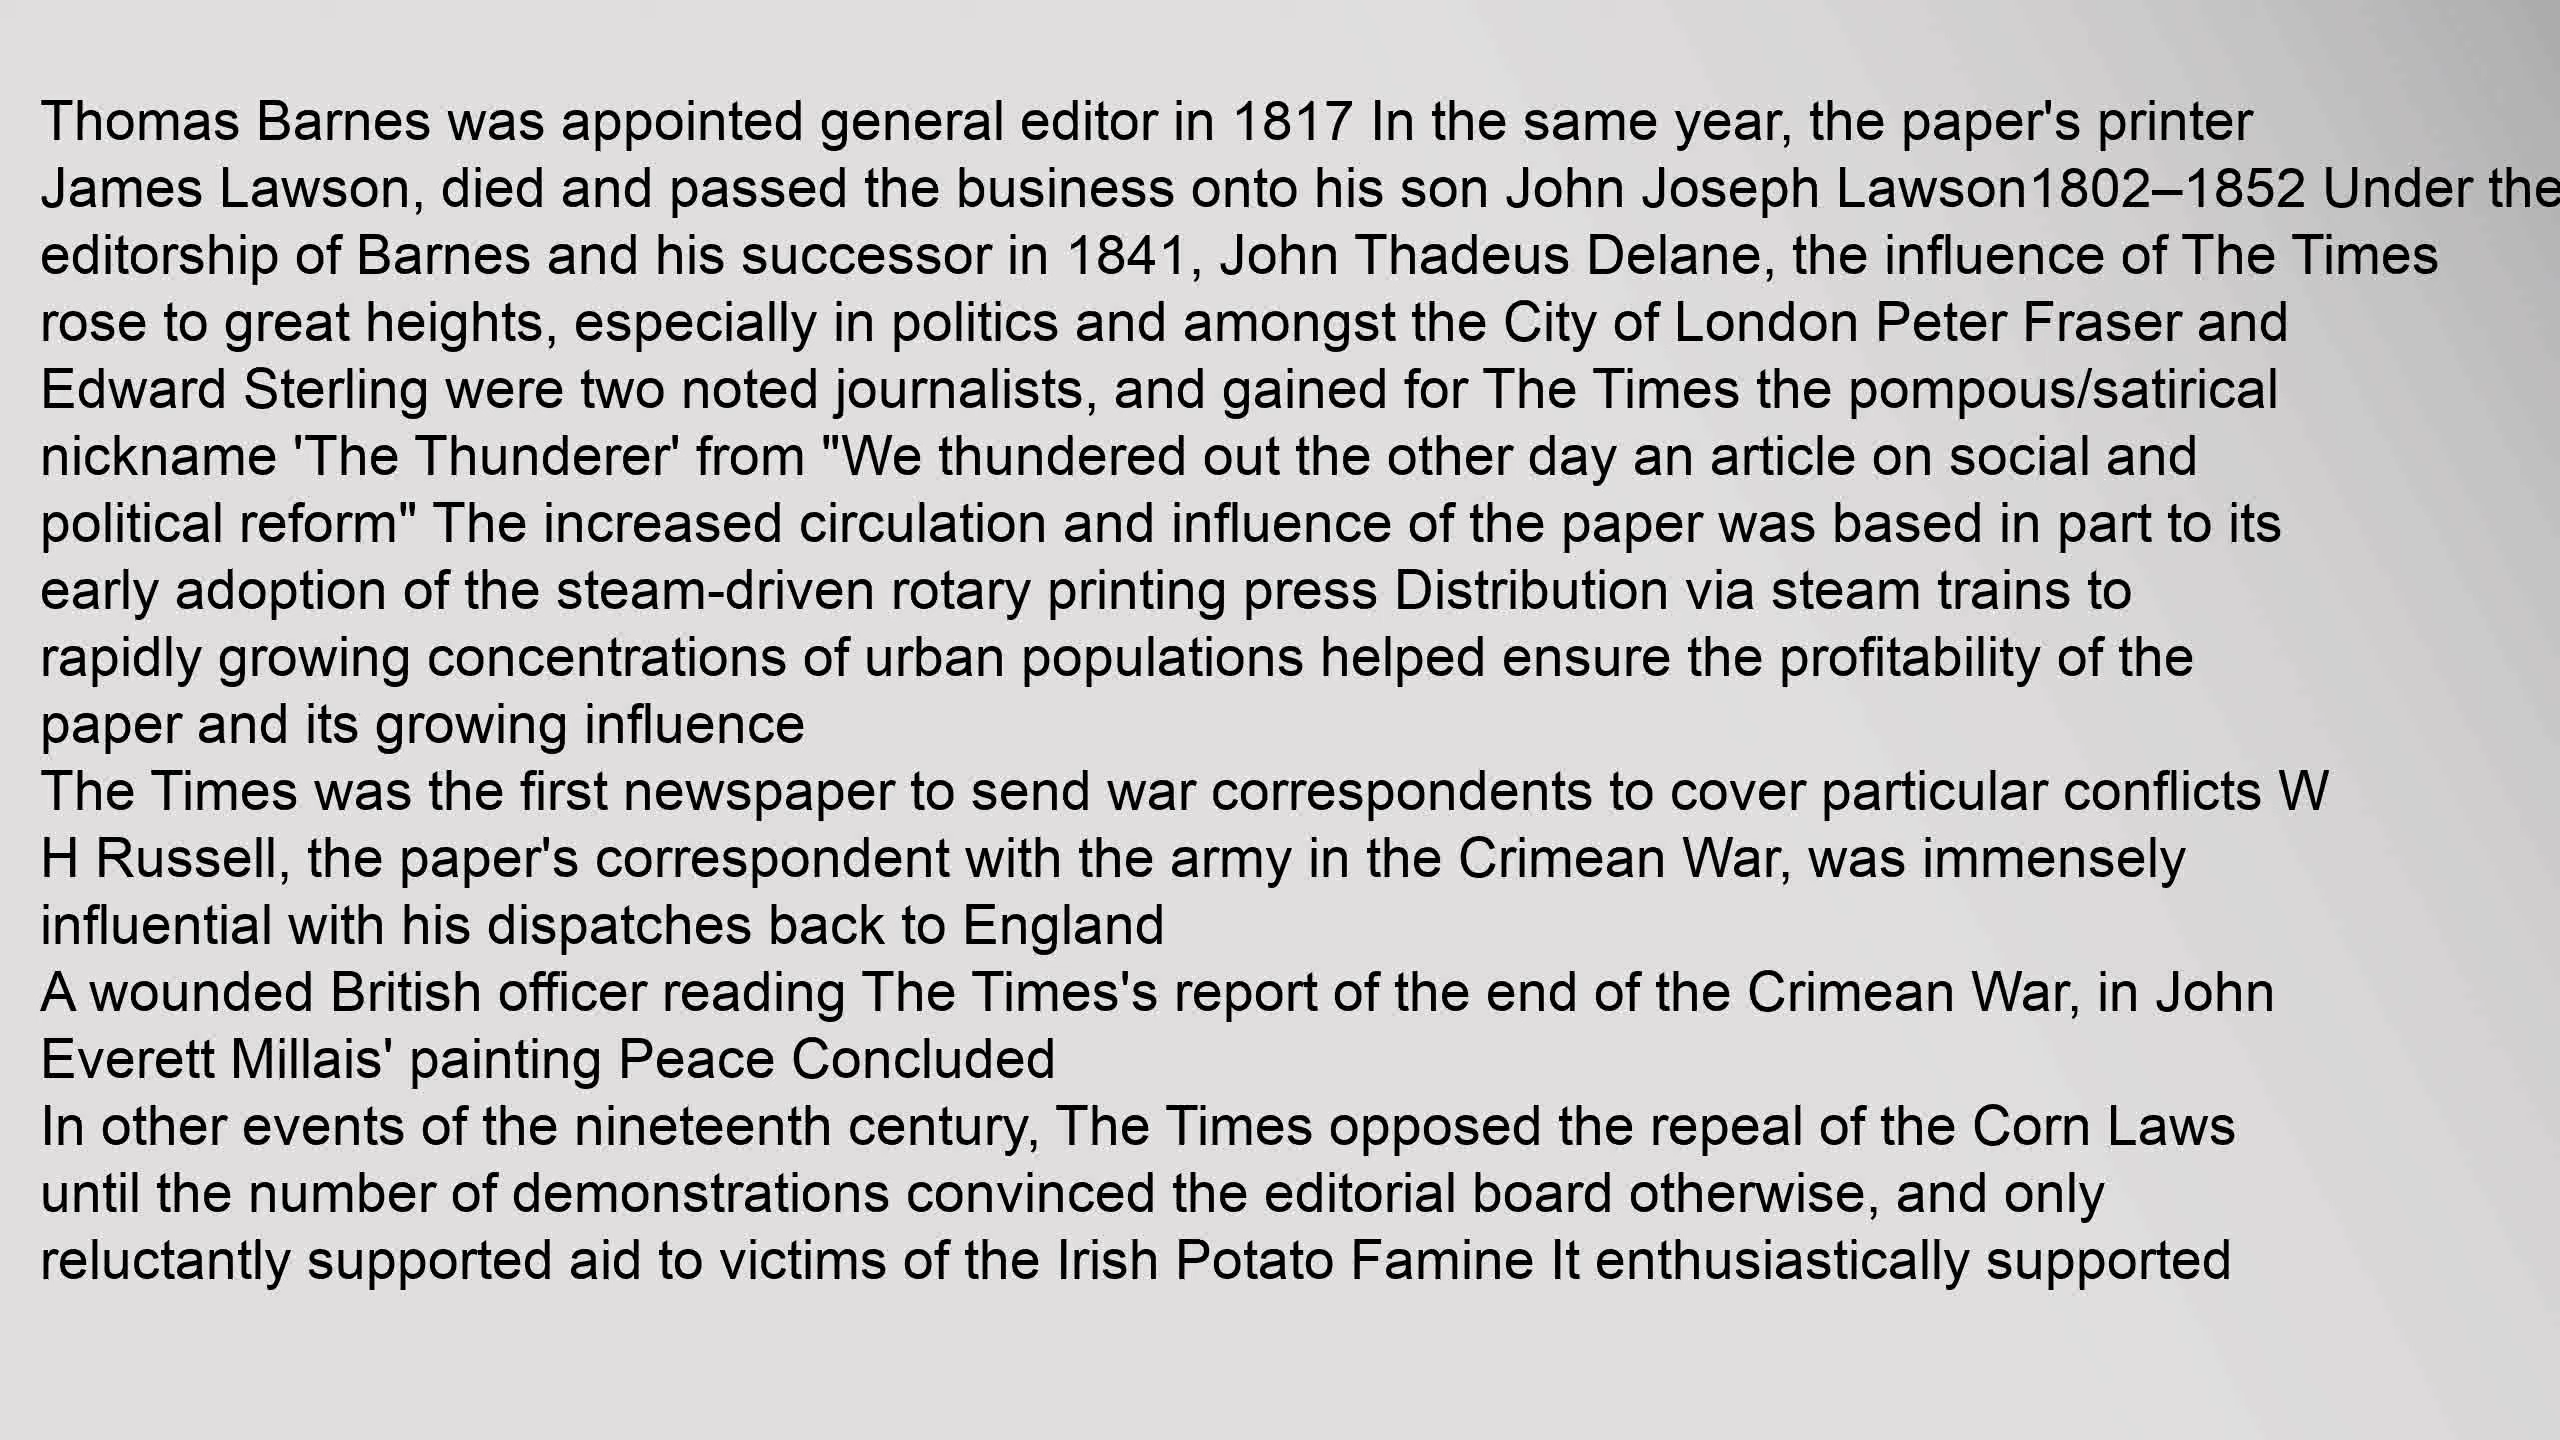 Thomas Barnes was appointed general editor in 1817 In the same year, the paper's printer
James Lawson, died and passed the business onto his son John Joseph Lawson1802–1852 Under the
editorship of Barnes and his successor in 1841, John Thadeus Delane, the influence of The Times
rose to great heights, especially in politics and amongst the City of London Peter Fraser and
Edward Sterling were two noted journalists, and gained for The Times the pompous/satirical
nickname 'The Thunderer' from "We thundered out the other day an article on social and
political reform" The increased circulation and influence of the paper was based in part to its
early adoption of the steam-driven rotary printing press Distribution via steam trains to
rapidly growing concentrations of urban populations helped ensure the profitability of the
paper and its growing influence
The Times was the first newspaper to send war correspondents to cover particular conflicts W
H Russell, the paper's correspondent with the army in the Crimean War, was immensely
influential with his dispatches back to England
A wounded British officer reading The Times's report of the end of the Crimean War, in John
Everett Millais' painting Peace Concluded
In other events of the nineteenth century, The Times opposed the repeal of the Corn Laws
until the number of demonstrations convinced the editorial board otherwise, and only
reluctantly supported aid to victims of the Irish Potato Famine It enthusiastically supported